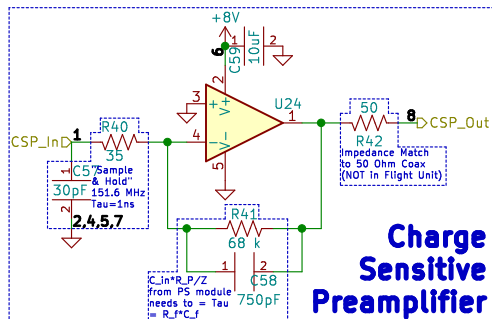 +8V
6
1
C59
10uF
2
2
U24
3
+
V+
1
4
-
V-
5
CSP_In
1
R40
35
C57
1
30pF
2
2,4,5,7
"Sample
& Hold"
151.6 MHz
Tau=1ns
50
R42
8
CSP_Out
Impedance Match
to 50 Ohm Coax
(NOT in Flight Unit)
R41
68 k
1
2
C58
750pF
C_in*R_P/Z
from PS module
needs to = Tau
= R_f*C_f
Charge
Sensitive
Preamplifier